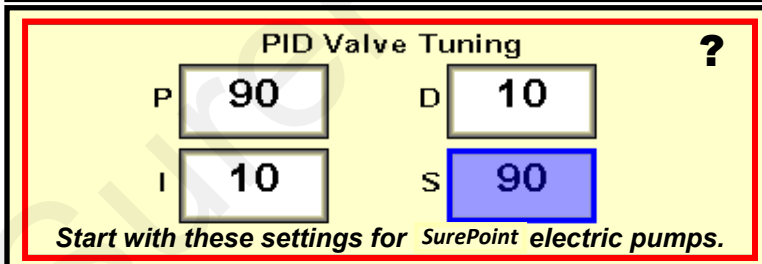 PID Valve Tuning ?
P 90 D 10
I 10 S 90
Start with these settings for SurePoint electric pumps.